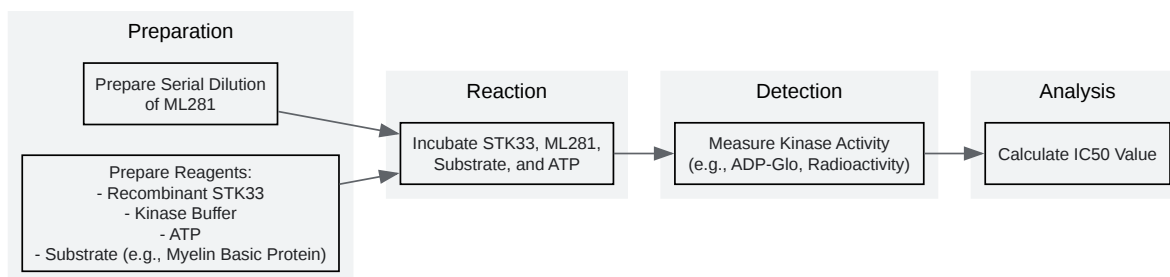 Preparation
Prepare Serial Dilution
of ML281
Prepare Reagents:
- Recombinant STK33
- Kinase Buffer
- ATP
- Substrate (e.g., Myelin Basic Protein)
Reaction
Incubate STK33, ML281,
Substrate, and ATP
Detection
Measure Kinase Activity
(e.g., ADP-Glo, Radioactivity)
Analysis
Calculate IC50 Value